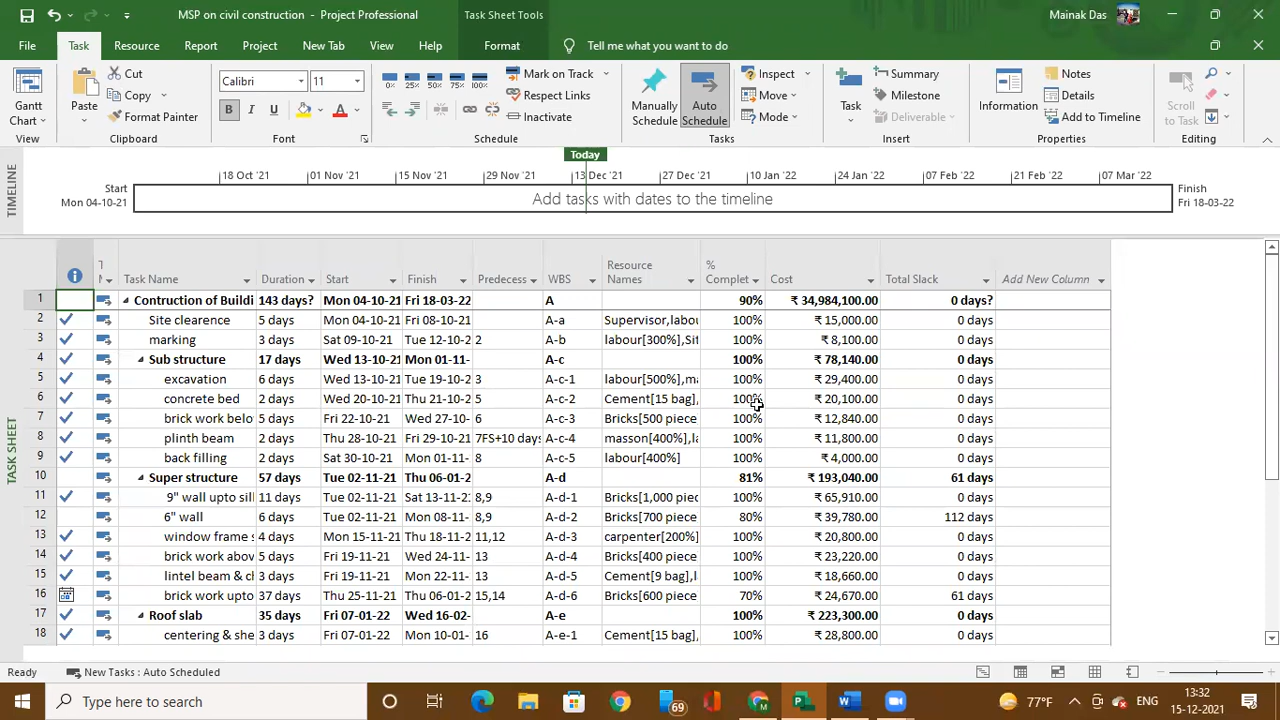 MSP on civil construction - Project Professional
Task Sheet Tools
Mainak Das
File Task Resource Report Project New Tab View Help Format Tell me what you want to do
Gantt Chart
View
Paste
Cut
Copy
Format Painter
Clipboard
Calibri 11
B I U A
Font
0% 25% 50% 75% 100%
Mark on Track
Respect Links
Inactivate
Schedule
Manually Schedule
Auto Schedule
Inspect
Move
Mode
Tasks
Task
Summary
Milestone
Deliverable
Insert
Information
Notes
Details
Add to Timeline
Properties
Scroll to Task
Editing
TIMELINE
Today
18 Oct '21 01 Nov '21 15 Nov '21 29 Nov '21 13 Dec '21 27 Dec '21 10 Jan '22 24 Jan '22 07 Feb '22 21 Feb '22 07 Mar '22
Start
Mon 04-10-21
Add tasks with dates to the timeline
Finish
Fri 18-03-22
TASK SHEET
T M Task Name Duration Start Finish Predecess WBS Resource Names % Complet Cost Total Slack Add New Column
1 Contruction of Buildi 143 days? Mon 04-10-21 Fri 18-03-22 A 90% ₹ 34,984,100.00 0 days?
2 Site clearence 5 days Mon 04-10-21 Fri 08-10-21 A-a Supervisor,labou 100% ₹ 15,000.00 0 days
3 marking 3 days Sat 09-10-21 Tue 12-10-2 2 A-b labour[300%],Sit 100% ₹ 8,100.00 0 days
4 Sub structure 17 days Wed 13-10-21 Mon 01-11- A-c 100% ₹ 78,140.00 0 days
5 excavation 6 days Wed 13-10-21 Tue 19-10-2 3 A-c-1 labour[500%],ma 100% ₹ 29,400.00 0 days
6 concrete bed 2 days Wed 20-10-21 Thu 21-10-2 5 A-c-2 Cement[15 bag], 100% ₹ 20,100.00 0 days
7 brick work belo 5 days Fri 22-10-21 Wed 27-10- 6 A-c-3 Bricks[500 piece 100% ₹ 12,840.00 0 days
8 plinth beam 2 days Thu 28-10-21 Fri 29-10-21 7FS+10 days A-c-4 masson[400%],la 100% ₹ 11,800.00 0 days
9 back filling 2 days Sat 30-10-21 Mon 01-11- 8 A-c-5 labour[400%] 100% ₹ 4,000.00 0 days
10 Super structure 57 days Tue 02-11-21 Thu 06-01-2 A-d 81% ₹ 193,040.00 61 days
11 9" wall upto sill 11 days Tue 02-11-21 Sat 13-11-2 8,9 A-d-1 Bricks[1,000 piec 100% ₹ 65,910.00 0 days
12 6" wall 6 days Tue 02-11-21 Mon 08-11- 8,9 A-d-2 Bricks[700 piece 80% ₹ 39,780.00 112 days
13 window frame s 4 days Mon 15-11-21 Thu 18-11-2 11,12 A-d-3 carpenter[200%] 100% ₹ 20,800.00 0 days
14 brick work above 5 days Fri 19-11-21 Wed 24-11- 13 A-d-4 Bricks[400 piece 100% ₹ 23,220.00 0 days
15 lintel beam & ch 3 days Fri 19-11-21 Mon 22-11- 13 A-d-5 Cement[9 bag],l 100% ₹ 18,660.00 0 days
16 brick work upto 37 days Thu 25-11-21 Thu 06-01-2 15,14 A-d-6 Bricks[600 piece 70% ₹ 24,670.00 61 days
17 Roof slab 35 days Fri 07-01-22 Wed 16-02- A-e 100% ₹ 223,300.00 0 days
18 centering & she 3 days Fri 07-01-22 Mon 10-01- 16 A-e-1 Cement[15 bag], 100% ₹ 28,800.00 0 days
Ready New Tasks : Auto Scheduled
Type here to search
69
77°F ENG
13:32
15-12-2021